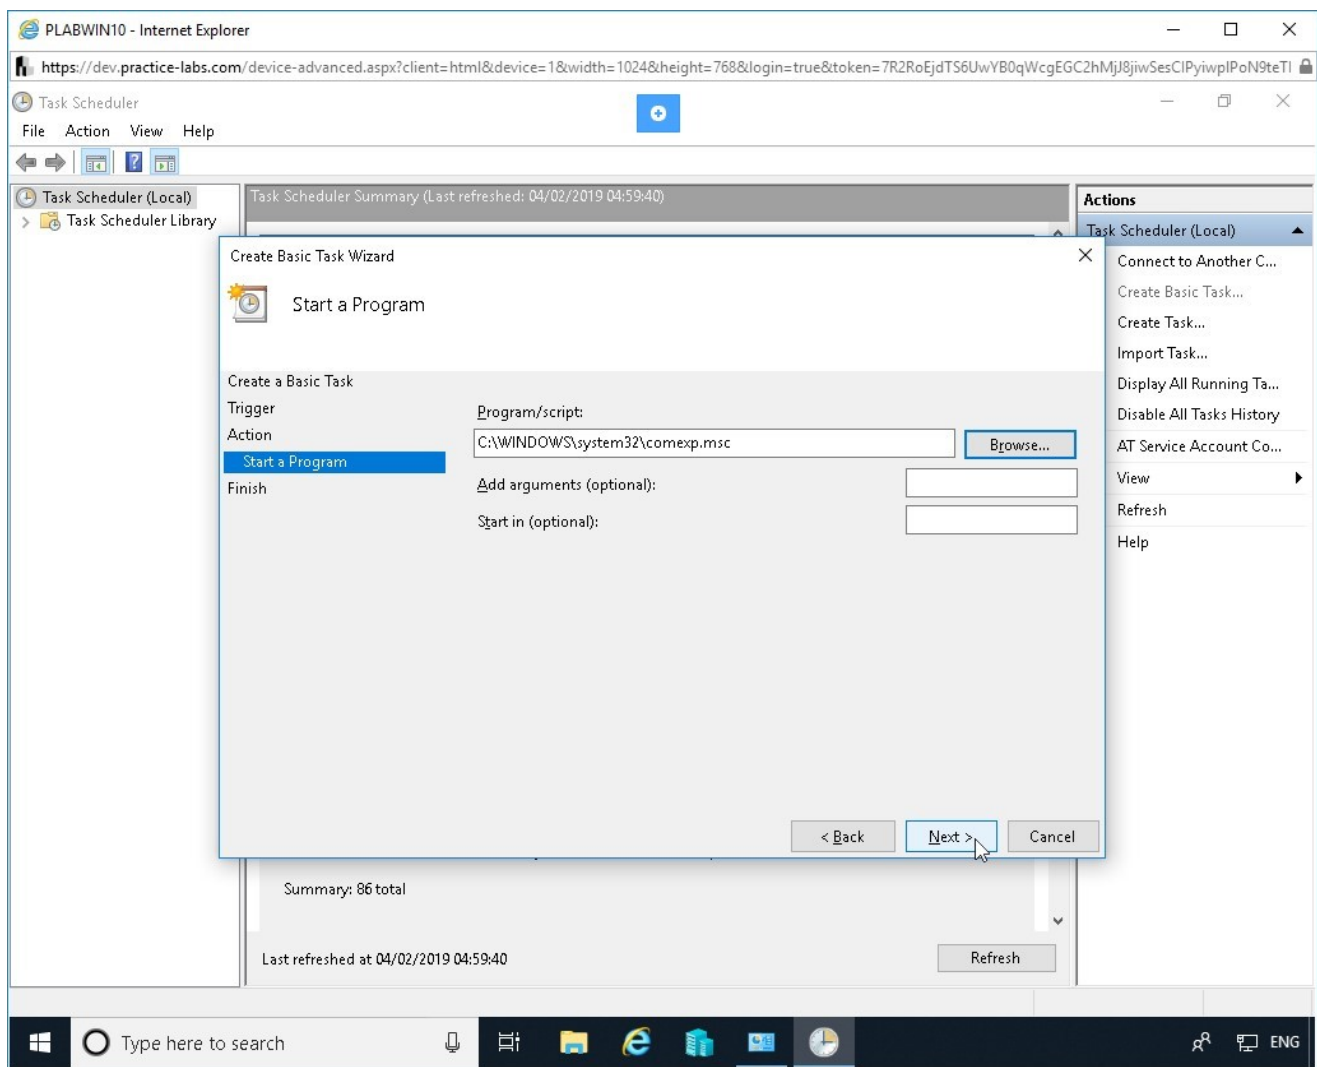 PLABWIN10 - Internet Explorer
https://dev.practice-labs.com/device-advanced.aspx?client=html&device=1&width=1024&height=768&login=true&token=
Task Scheduler
File Action View Help
Task Scheduler (Local)
Task Scheduler Library
Task Scheduler Summary (Last refreshed: 04/02/2019 04:59:40)
Create Basic Task Wizard
Start a Program
Create a Basic Task
Trigger
Action
Start a Program
Finish
Program/script:
C:\WINDOWS\system32\comexp.msc
Browse...
Add arguments (optional):
Start in (optional):
< Back
Next >
Cancel
Summary: 86 total
Last refreshed at 04/02/2019 04:59:40
Refresh
Actions
Task Scheduler (Local)
Connect to Another C...
Create Basic Task...
Create Task...
Import Task...
Display All Running Ta...
Disable All Tasks History
AT Service Account Co...
View
Refresh
Help
Type here to search
ENG